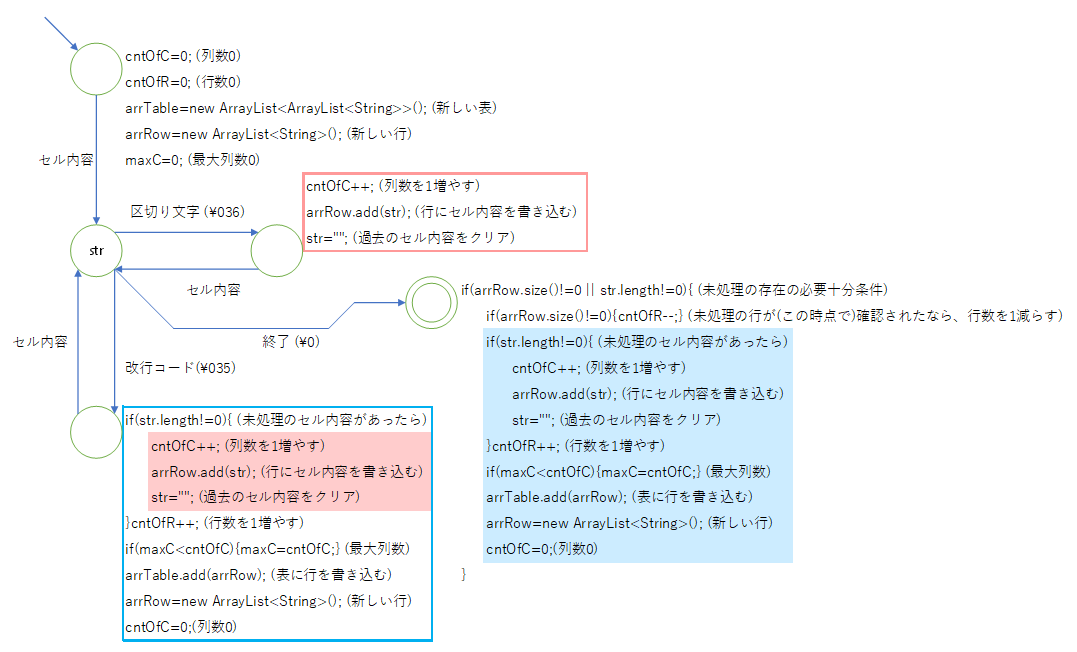 cntOfC=0; (列数0)
cntOfR=0; (行数0)
arrTable=new ArrayList<ArrayList<String>>(); (新しい表)
arrRow=new ArrayList<String>(); (新しい行)
maxC=0; (最大列数0)
セル内容
区切り文字 (¥036)
cntOfC++; (列数を1増やす)
arrRow.add(str); (行にセル内容を書き込む)
str=""; (過去のセル内容をクリア)
str
セル内容
終了 (¥0)
セル内容
改行コード(¥035)
if(arrRow.size()!=0 || str.length!=0){ (未処理の存在の必要十分条件)
if(arrRow.size()!=0){cntOfR--;} (未処理の行が(この時点で)確認されたなら、行数を1減らす)
if(str.length!=0){ (未処理のセル内容があったら)
cntOfC++; (列数を1増やす)
arrRow.add(str); (行にセル内容を書き込む)
str=""; (過去のセル内容をクリア)
}cntOfR++; (行数を1増やす)
if(maxC<cntOfC){maxC=cntOfC;} (最大列数)
arrTable.add(arrRow); (表に行を書き込む)
arrRow=new ArrayList<String>(); (新しい行)
cntOfC=0;(列数0)
}
if(str.length!=0){ (未処理のセル内容があったら)
cntOfC++; (列数を1増やす)
arrRow.add(str); (行にセル内容を書き込む)
str=""; (過去のセル内容をクリア)
}cntOfR++; (行数を1増やす)
if(maxC<cntOfC){maxC=cntOfC;} (最大列数)
arrTable.add(arrRow); (表に行を書き込む)
arrRow=new ArrayList<String>(); (新しい行)
cntOfC=0;(列数0)